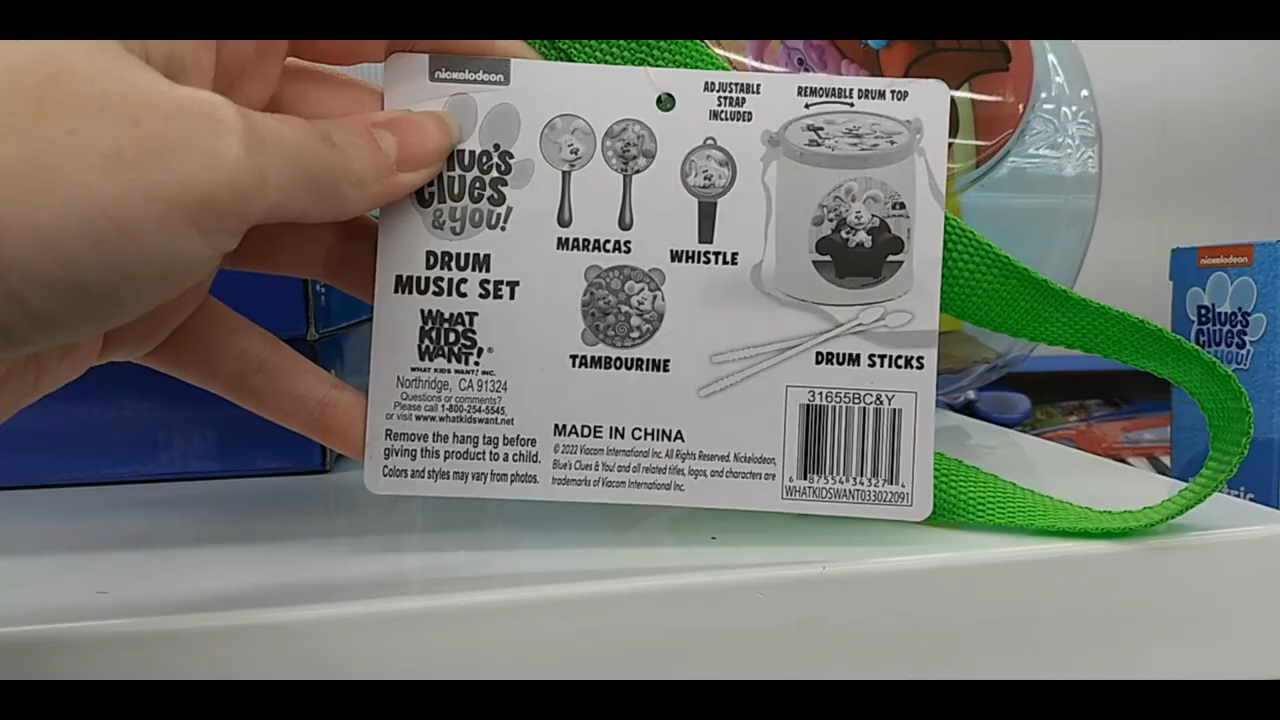 nickelodeon
Clues
& YOU!
DRUM
MUSIC SET
WHAT
KIDS
WANT!®
WHAT KIDS WANT! INC.
Northridge, CA 91324
Questions or comments?
Please call 1-800-254-5545,
or visit www.whatkidswant.net
Remove the hang tag before
giving this product to a child.
Colors and styles may vary from photos.
MARACAS
WHISTLE
TAMBOURINE
ADJUSTABLE
STRAP
INCLUDED
REMOVABLE DRUM TOP
DRUM STICKS
MADE IN CHINA
© 2022 Viacom International Inc. All Rights Reserved. Nickelodeon,
Blue's Clues & You! and all related titles, logos, and characters are
trademarks of Viacom International Inc.
31655BC&Y
6 87554 34327 4
WHATKIDSWANT033022091
nickelodeon
Blue's
Clues
& YOU!